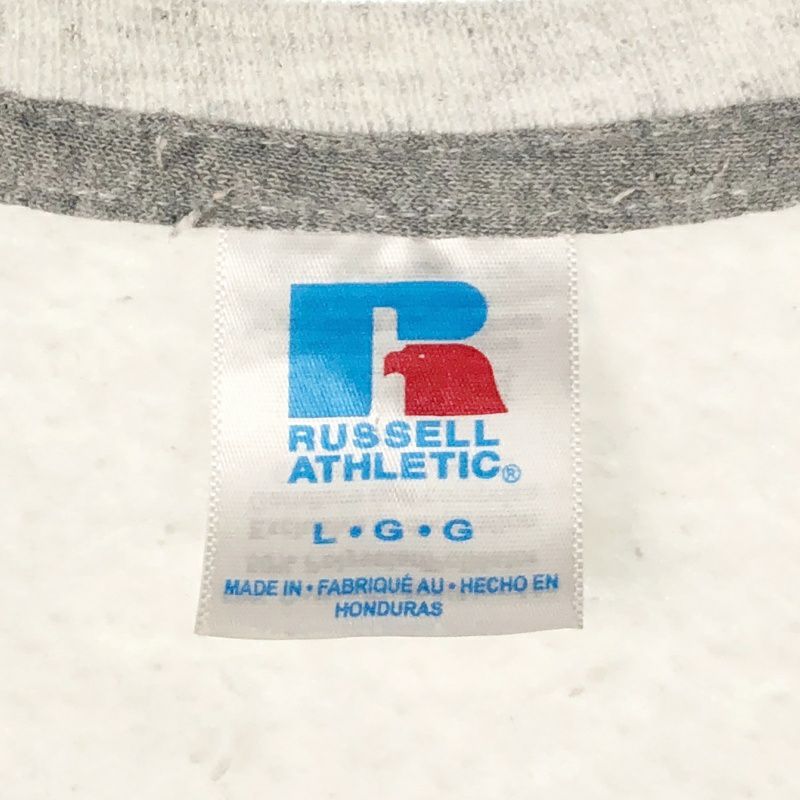 RUSSELL
ATHLETIC®
L • G • G
MADE IN • FABRIQUÉ AU • HECHO EN
HONDURAS